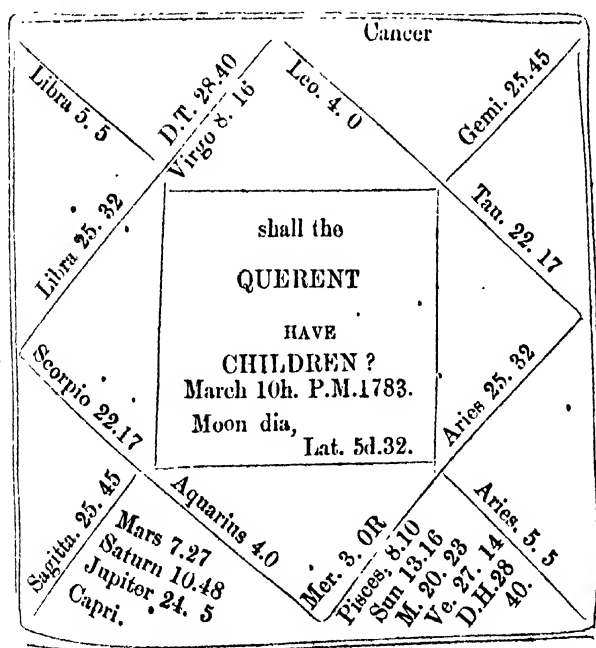 Cancer
Libra 5. 5
D.T. 28.40
Virgo 8. 16
Leo. 4. 0
Gemi. 25.45
Libra 25. 32
Tau. 22. 17
shall the
QUERENT
HAVE
CHILDREN ?
March 10h. P.M.1783.
Moon dia,
Lat. 5d.32.
Scorpio 22.17
Aries 25. 32
Sagitta. 25. 45
Mars 7.27
Saturn 10.48
Jupiter 24. 5
Capri.
Aquarius 4.0
Mer. 3. 0R
Pisces; 8.10
Sun 13.16
M. 20. 23
Ve. 27. 14
D.H.28
40.
Aries. 5. 5